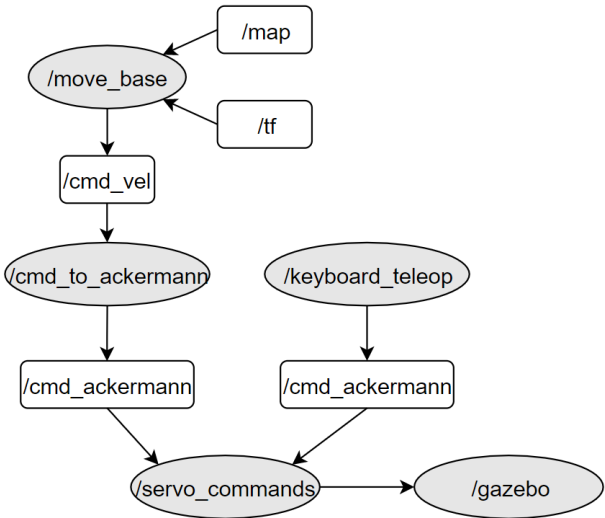 /map
/move_base
/tf
/cmd_vel
/cmd_to_ackermann
/keyboard_teleop
/cmd_ackermann
/cmd_ackermann
/servo_commands
/gazebo